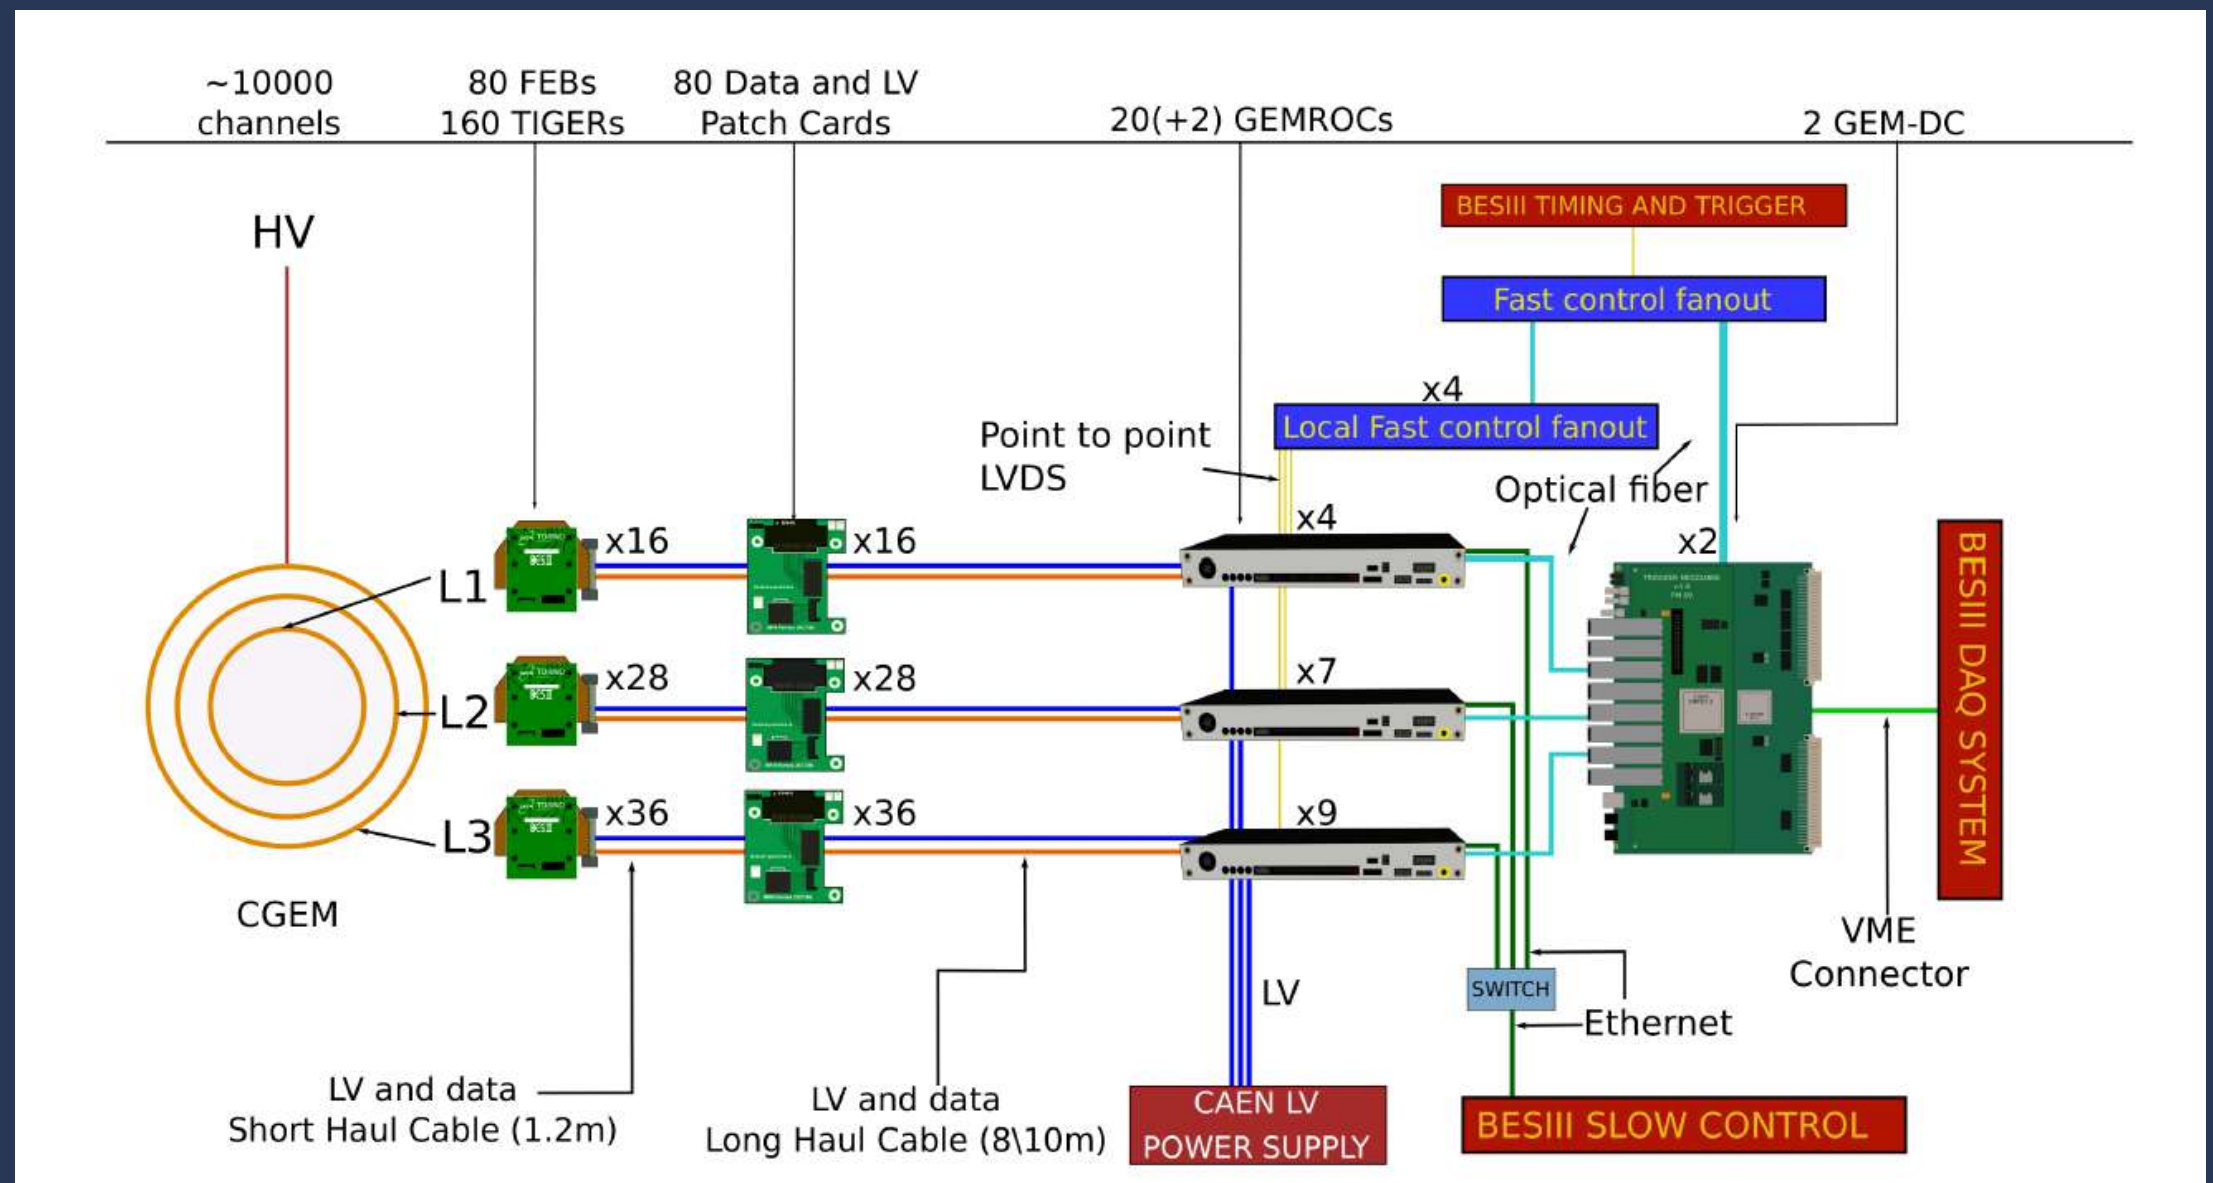 ~10000
channels
80 FEBs
160 TIGERs
80 Data and LV
Patch Cards
20(+2) GEMROCs
2 GEM-DC
HV
BESIII TIMING AND TRIGGER
Fast control fanout
x4
Local Fast control fanout
Point to point
LVDS
Optical fiber
x16
x16
x4
x2
L1
x28
x28
x7
L2
x36
x36
x9
L3
BESIII DAQ SYSTEM
CGEM
VME
Connector
LV
SWITCH
Ethernet
LV and data
Short Haul Cable (1.2m)
LV and data
Long Haul Cable (8\10m)
CAEN LV
POWER SUPPLY
BESIII SLOW CONTROL